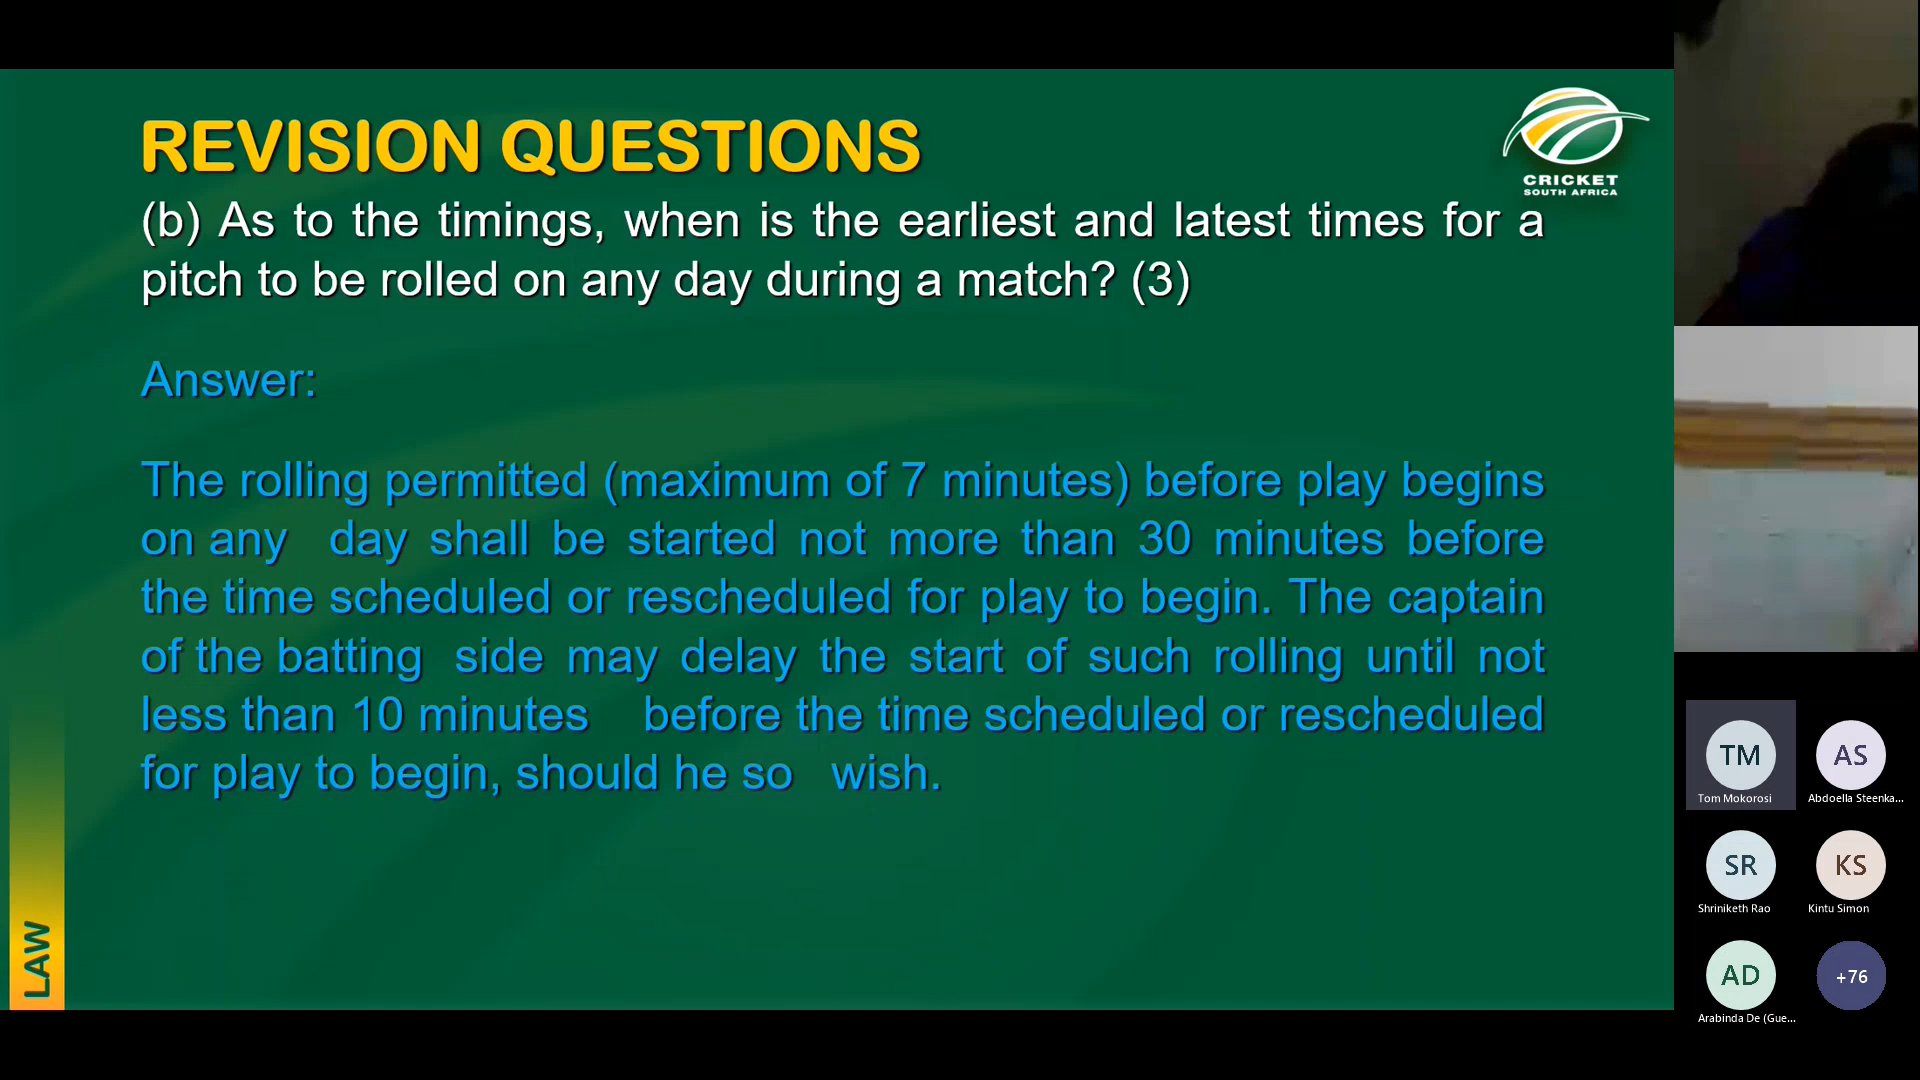 REVISION QUESTIONS
CRICKET
SOUTH AFRICA
(b) As to the timings, when is the earliest and latest times for a
pitch to be rolled on any day during a match? (3)
Answer:
The rolling permitted (maximum of 7 minutes) before play begins
on any day shall be started not more than 30 minutes before
the time scheduled or rescheduled for play to begin. The captain
of the batting side may delay the start of such rolling until not
less than 10 minutes before the time scheduled or rescheduled
for play to begin, should he so wish.
LAW
TM
Tom Mokorosi
AS
Abdoella Steenka...
SR
Shriniketh Rao
KS
Kintu Simon
AD
Arabinda De (Gue...
+76